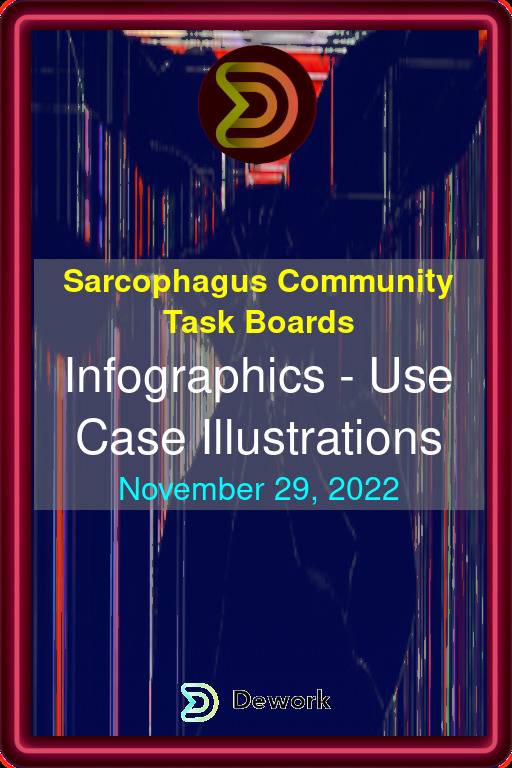 Sarcophagus Community
Task Boards
Infographics - Use
Case Illustrations
November 29, 2022
Dework